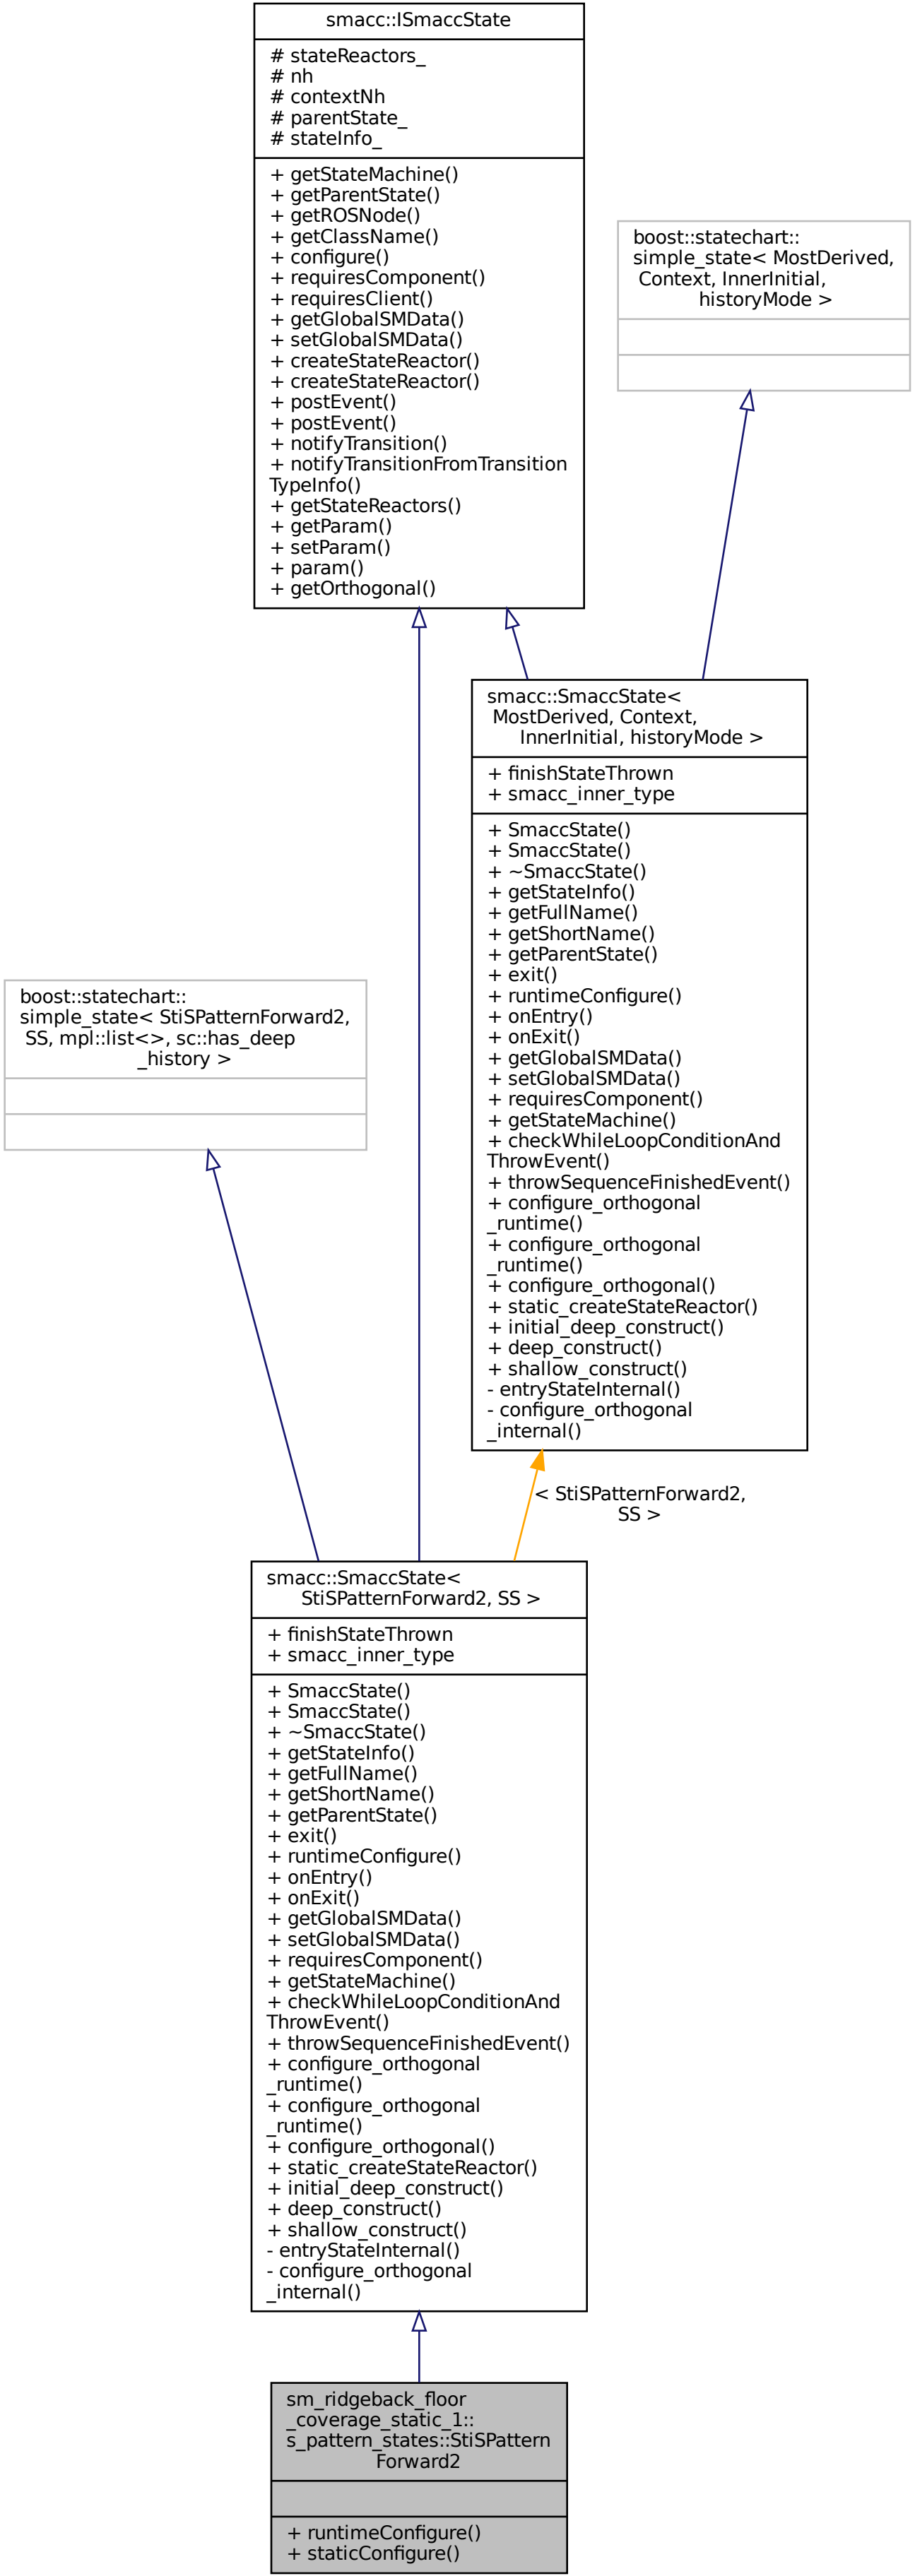 smacc::ISmaccState
# stateReactors_
# nh
# contextNh
# parentState_
# stateInfo_
+ getStateMachine()
+ getParentState()
+ getROSNode()
+ getClassName()
+ configure()
+ requiresComponent()
+ requiresClient()
+ getGlobalSMData()
+ setGlobalSMData()
+ createStateReactor()
+ createStateReactor()
+ postEvent()
+ postEvent()
+ notifyTransition()
+ notifyTransitionFromTransition
TypeInfo()
+ getStateReactors()
+ getParam()
+ setParam()
+ param()
+ getOrthogonal()
boost::statechart::
simple_state< MostDerived,
Context, InnerInitial,
historyMode >
smacc::SmaccState<
MostDerived, Context,
InnerInitial, historyMode >
+ finishStateThrown
+ smacc_inner_type
+ SmaccState()
+ SmaccState()
+ ~SmaccState()
+ getStateInfo()
+ getFullName()
+ getShortName()
+ getParentState()
+ exit()
+ runtimeConfigure()
+ onEntry()
+ onExit()
+ getGlobalSMData()
+ setGlobalSMData()
+ requiresComponent()
+ getStateMachine()
+ checkWhileLoopConditionAnd
ThrowEvent()
+ throwSequenceFinishedEvent()
+ configure_orthogonal
_runtime()
+ configure_orthogonal
_runtime()
+ configure_orthogonal()
+ static_createStateReactor()
+ initial_deep_construct()
+ deep_construct()
+ shallow_construct()
- entryStateInternal()
- configure_orthogonal
_internal()
boost::statechart::
simple_state< StiSPatternForward2,
SS, mpl::list<>, sc::has_deep
_history >
< StiSPatternForward2,
SS >
smacc::SmaccState<
StiSPatternForward2, SS >
+ finishStateThrown
+ smacc_inner_type
+ SmaccState()
+ SmaccState()
+ ~SmaccState()
+ getStateInfo()
+ getFullName()
+ getShortName()
+ getParentState()
+ exit()
+ runtimeConfigure()
+ onEntry()
+ onExit()
+ getGlobalSMData()
+ setGlobalSMData()
+ requiresComponent()
+ getStateMachine()
+ checkWhileLoopConditionAnd
ThrowEvent()
+ throwSequenceFinishedEvent()
+ configure_orthogonal
_runtime()
+ configure_orthogonal
_runtime()
+ configure_orthogonal()
+ static_createStateReactor()
+ initial_deep_construct()
+ deep_construct()
+ shallow_construct()
- entryStateInternal()
- configure_orthogonal
_internal()
sm_ridgeback_floor
_coverage_static_1::
s_pattern_states::StiSPattern
Forward2
+ runtimeConfigure()
+ staticConfigure()